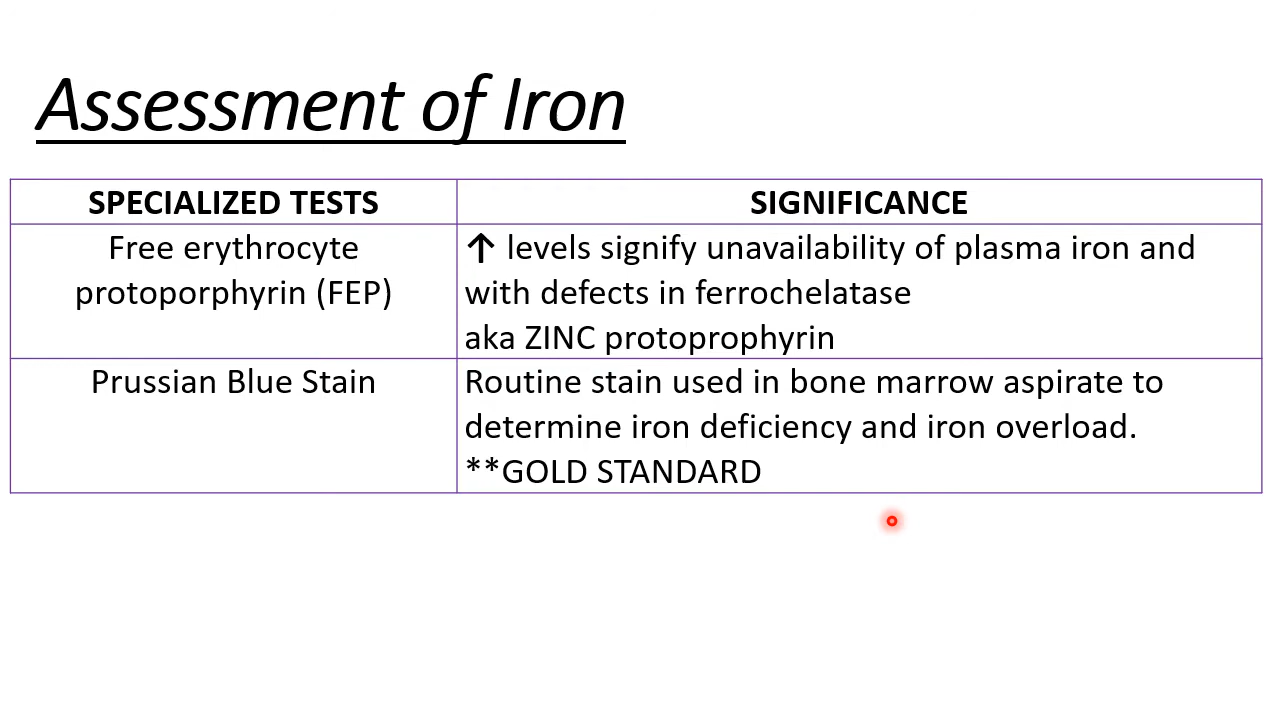 Assessment of Iron
SPECIALIZED TESTS
SIGNIFICANCE
Free erythrocyte
protoporphyrin (FEP)
↑ levels signify unavailability of plasma iron and
with defects in ferrochelatase
aka ZINC protoprophyrin
Prussian Blue Stain
Routine stain used in bone marrow aspirate to
determine iron deficiency and iron overload.
**GOLD STANDARD